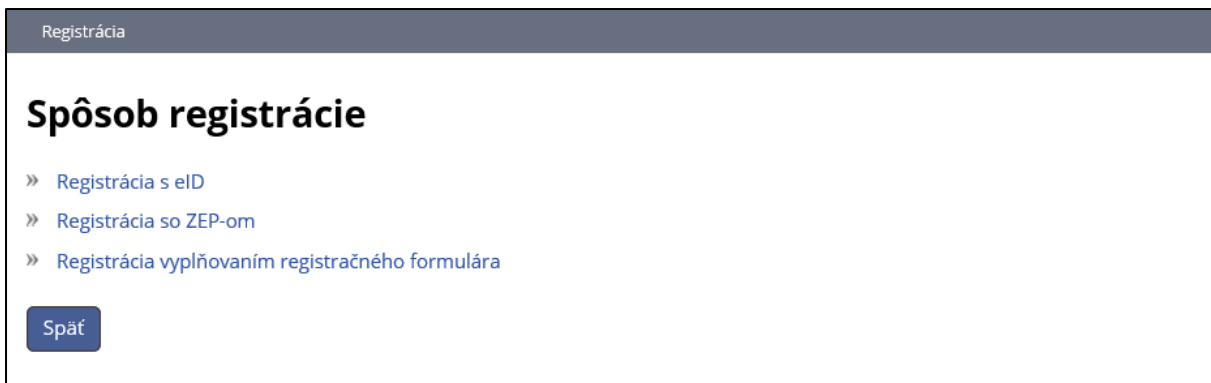 Registrácia
Spôsob registrácie
» Registrácia s eID
» Registrácia so ZEP-om
» Registrácia vyplňovaním registračného formulára
Späť